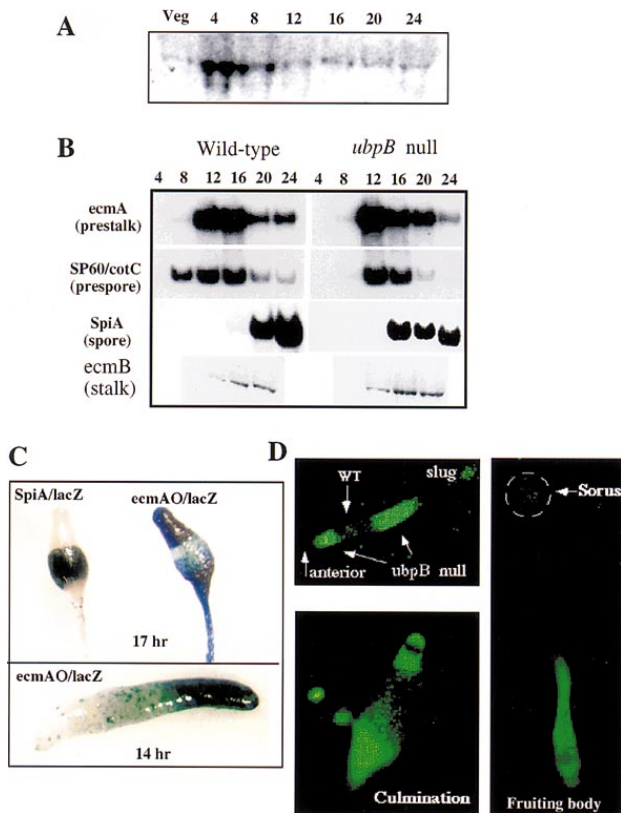 A
Veg 4 8 12 16 20 24
B
Wild-type ubpB null
4 8 12 16 20 24 4 8 12 16 20 24
ecmA
(prestalk)
SP60/cotC
(prespore)
SpiA
(spore)
ecmB
(stalk)
C
SpiA/lacZ ecmAO/lacZ
17 hr
ecmAO/lacZ
14 hr
D
WT slug
anterior ubpB null
Culmination
Sorus
Fruiting body